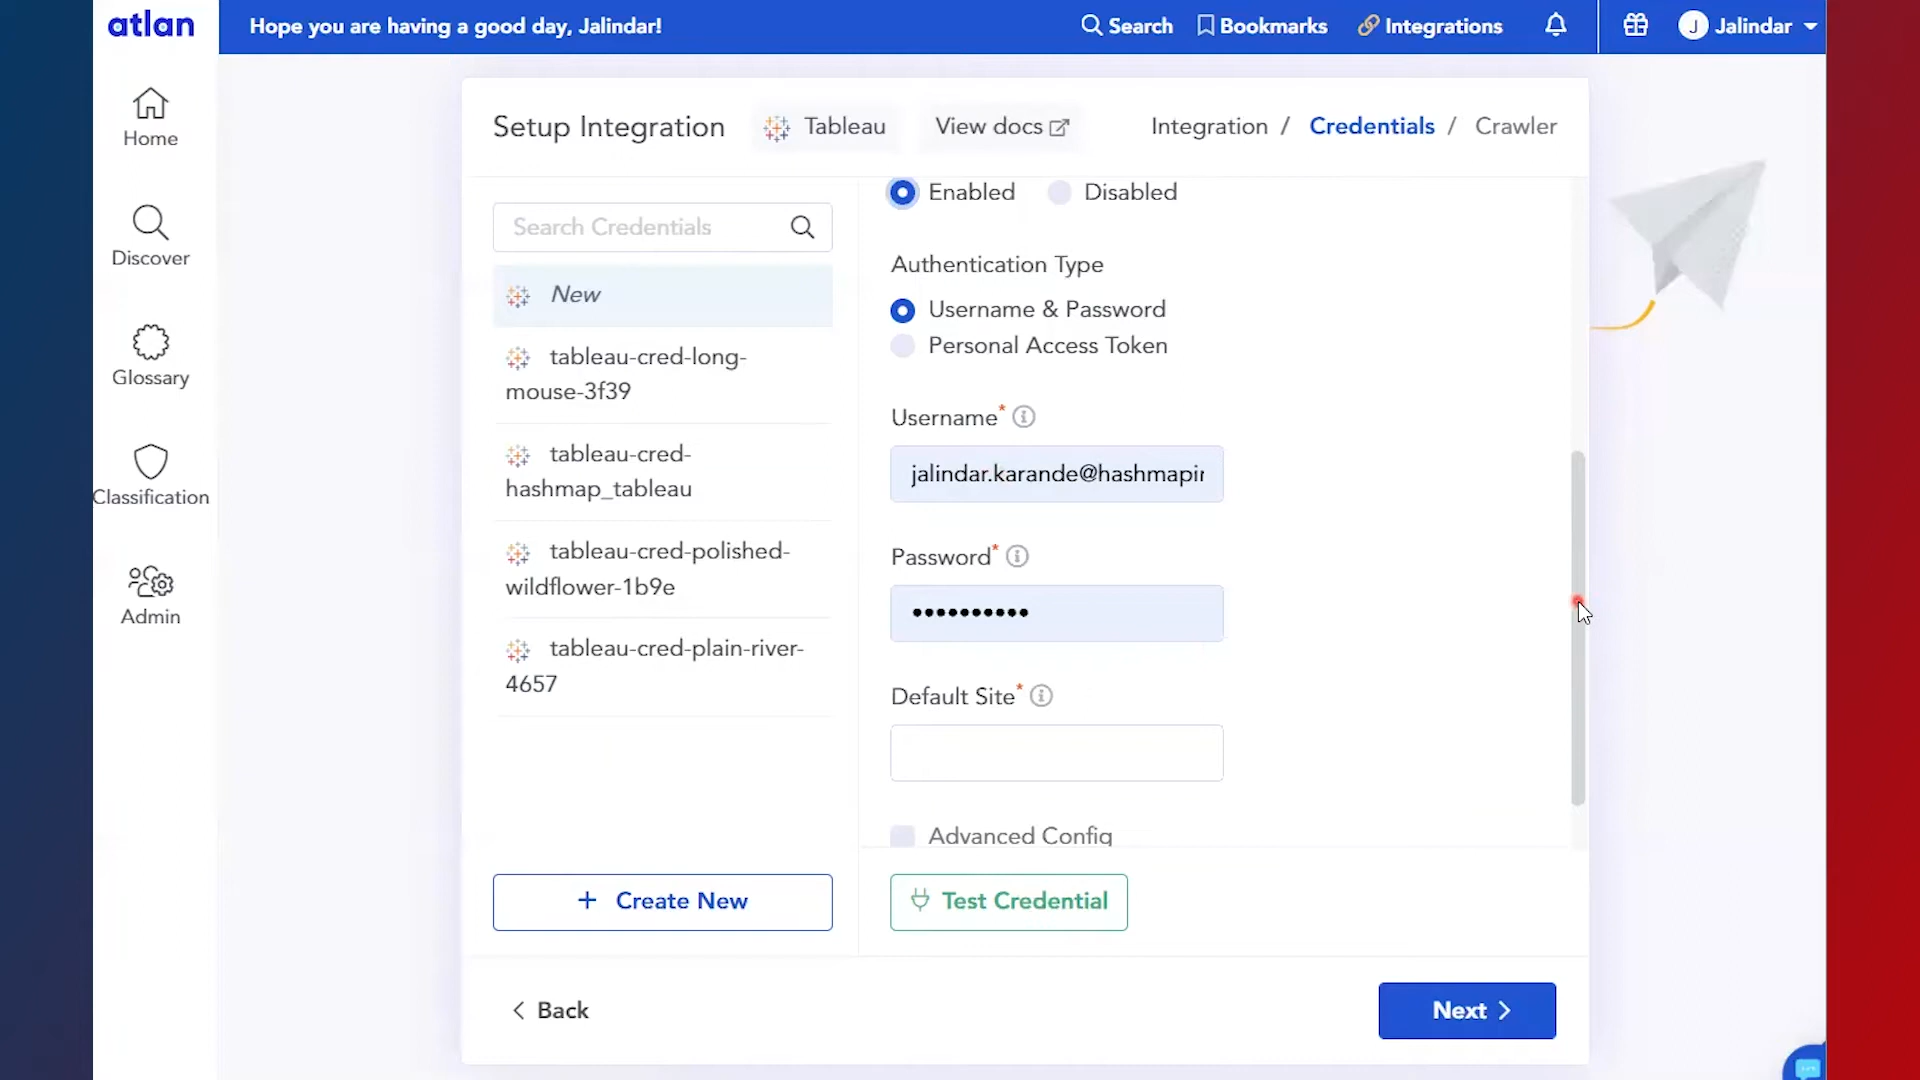 atlan
Hope you are having a good day, Jalindar!
Search
Bookmarks
Integrations
J Jalindar
Home
Discover
Glossary
Classification
Admin
Setup Integration
Tableau
View docs
Integration / Credentials / Crawler
Search Credentials
New
tableau-cred-long-
mouse-3f39
tableau-cred-
hashmap_tableau
tableau-cred-polished-
wildflower-1b9e
tableau-cred-plain-river-
4657
+ Create New
Enabled
Disabled
Authentication Type
Username & Password
Personal Access Token
Username*
jalindar.karande@hashmapir
Password*
••••••••••
Default Site*
Advanced Config
Test Credential
< Back
Next >